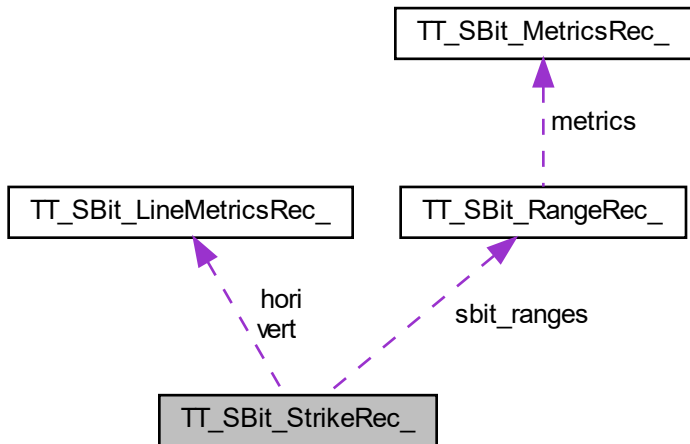 TT_SBit_MetricsRec_
metrics
TT_SBit_LineMetricsRec_
TT_SBit_RangeRec_
hori
vert
sbit_ranges
TT_SBit_StrikeRec_